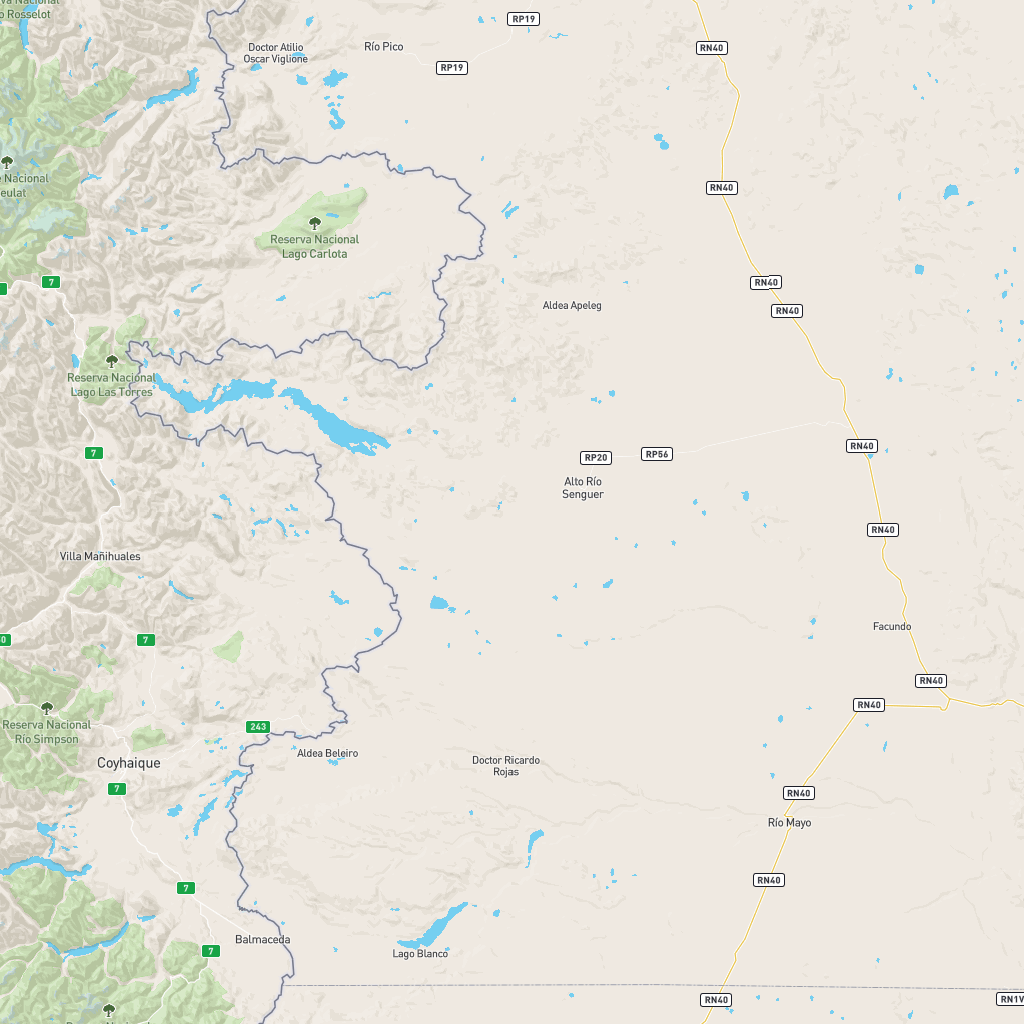 o Rosselot
RP19
Doctor Atilio
Oscar Viglione
Río Pico
RN40
RP19
Nacional
eulat
RN40
Reserva Nacional
Lago Carlota
7
RN40
Aldea Apeleg
RN40
Reserva Nacional
Lago Las Torres
RN40
7
RP20
RP56
Alto Río
Senguer
RN40
Villa Mañihuales
Facundo
0
7
RN40
RN40
Reserva Nacional
Río Simpson
243
Aldea Beleiro
Coyhaique
Doctor Ricardo
Rojas
7
RN40
Río Mayo
RN40
7
Balmaceda
7
Lago Blanco
RN40
RN1V